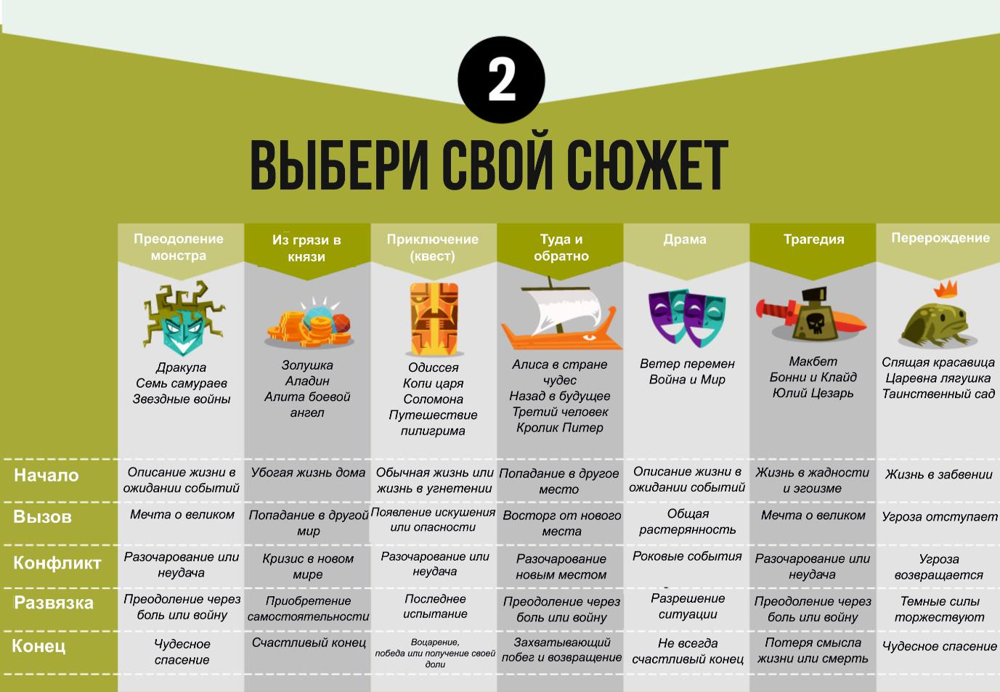 2
ВЫБЕРИ СВОЙ СЮЖЕТ
Преодоление
монстра
Из грязи в
князи
Приключение
(квест)
Туда и
обратно
Драма
Трагедия
Перерождение
Дракула
Семь самураев
Звездные войны
Золушка
Аладин
Алита боевой
ангел
Одиссея
Копи царя
Соломона
Путешествие
пилигрима
Алиса в стране
чудес
Назад в будущее
Третий человек
Кролик Питер
Ветер перемен
Война и Мир
Макбет
Бонни и Клайд
Юлий Цезарь
Спящая красавица
Царевна лягушка
Таинственный сад
Начало
Описание жизни в
ожидании событий
Убогая жизнь дома
Обычная жизнь или
жизнь в угнетении
Попадание в другое
место
Описание жизни в
ожидании событий
Жизнь в жадности
и эгоизме
Жизнь в забвении
Вызов
Мечта о великом
Попадание в другой
мир
Появление искушения
или опасности
Восторг от нового
места
Общая
растерянность
Мечта о великом
Угроза отступает
Конфликт
Разочарование или
неудача
Кризис в новом
мире
Разочарование или
неудача
Разочарование
новым местом
Роковые события
Разочарование или
неудача
Угроза
возвращается
Развязка
Преодоление через
боль или войну
Приобретение
самостоятельности
Последнее
испытание
Преодоление через
боль или войну
Разрешение
ситуации
Преодоление через
боль или войну
Темные силы
торжествуют
Конец
Чудесное
спасение
Счастливый конец
Воцарение,
победа или получение своей
доли
Захватывающий
побег и возвращение
Не всегда
счастливый конец
Потеря смысла
жизни или смерть
Чудесное спасение